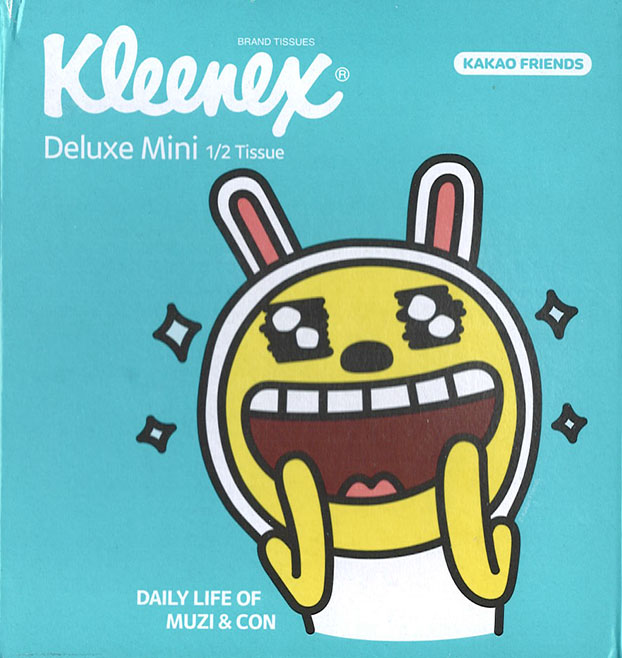 BRAND TISSUES
Kleenex®
KAKAO FRIENDS
Deluxe Mini 1/2 Tissue
DAILY LIFE OF
MUZI & CON